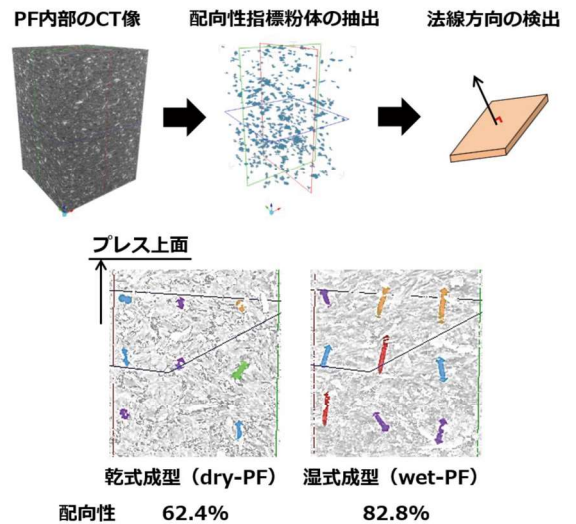 PF内部のCT像
配向性指標粉体の抽出
法線方向の検出
プレス上面
乾式成型（dry-PF）
湿式成型（wet-PF）
配向性
62.4%
82.8%